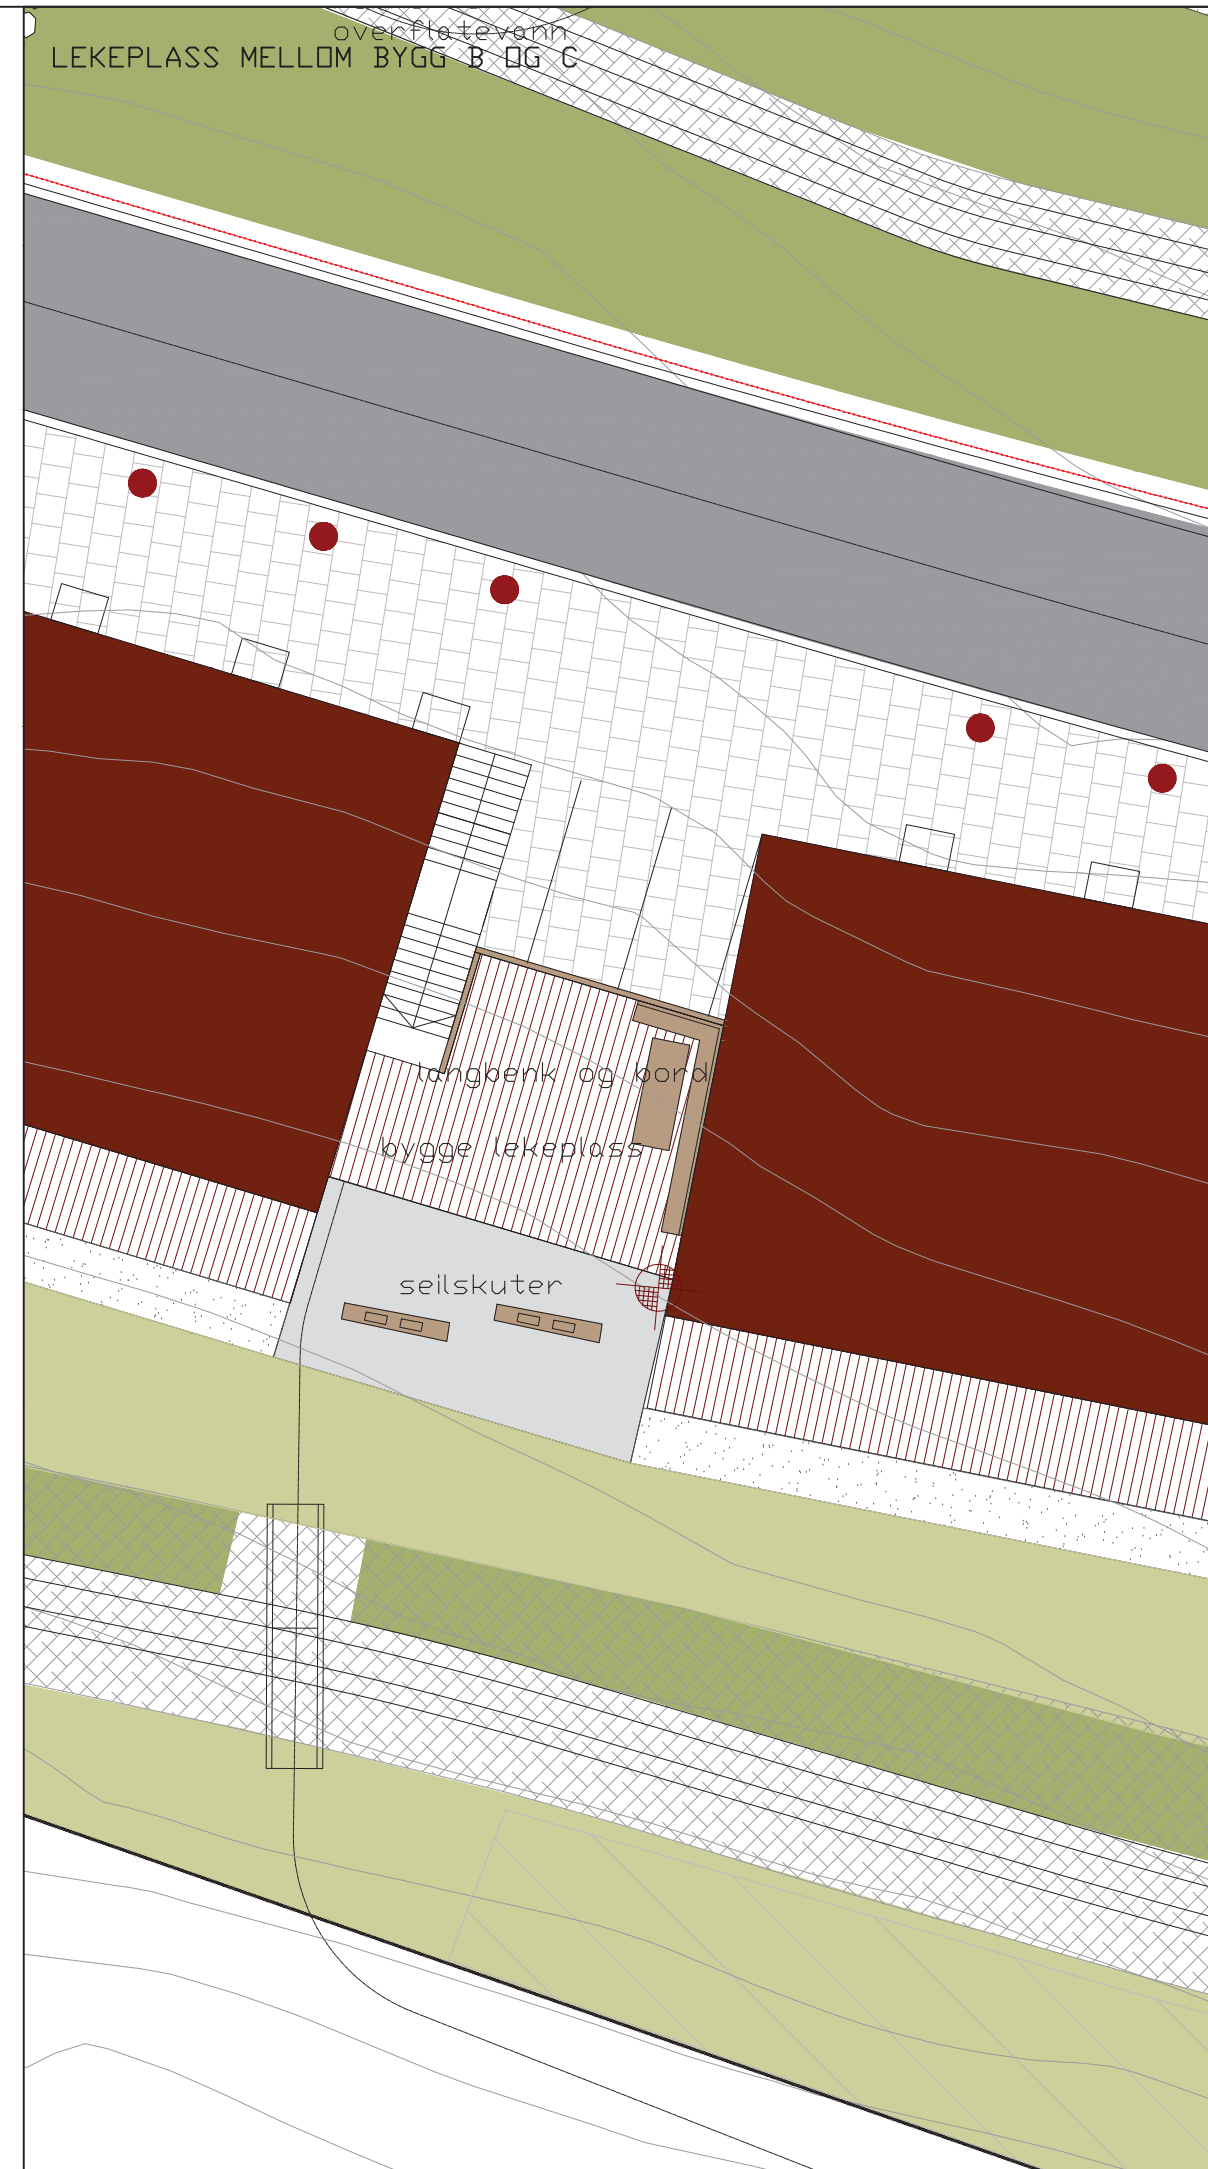 overflatevann
LEKEPLASS MELLOM BYGG B OG C
langbenk og bord
bygge lekeplass
seilskuter